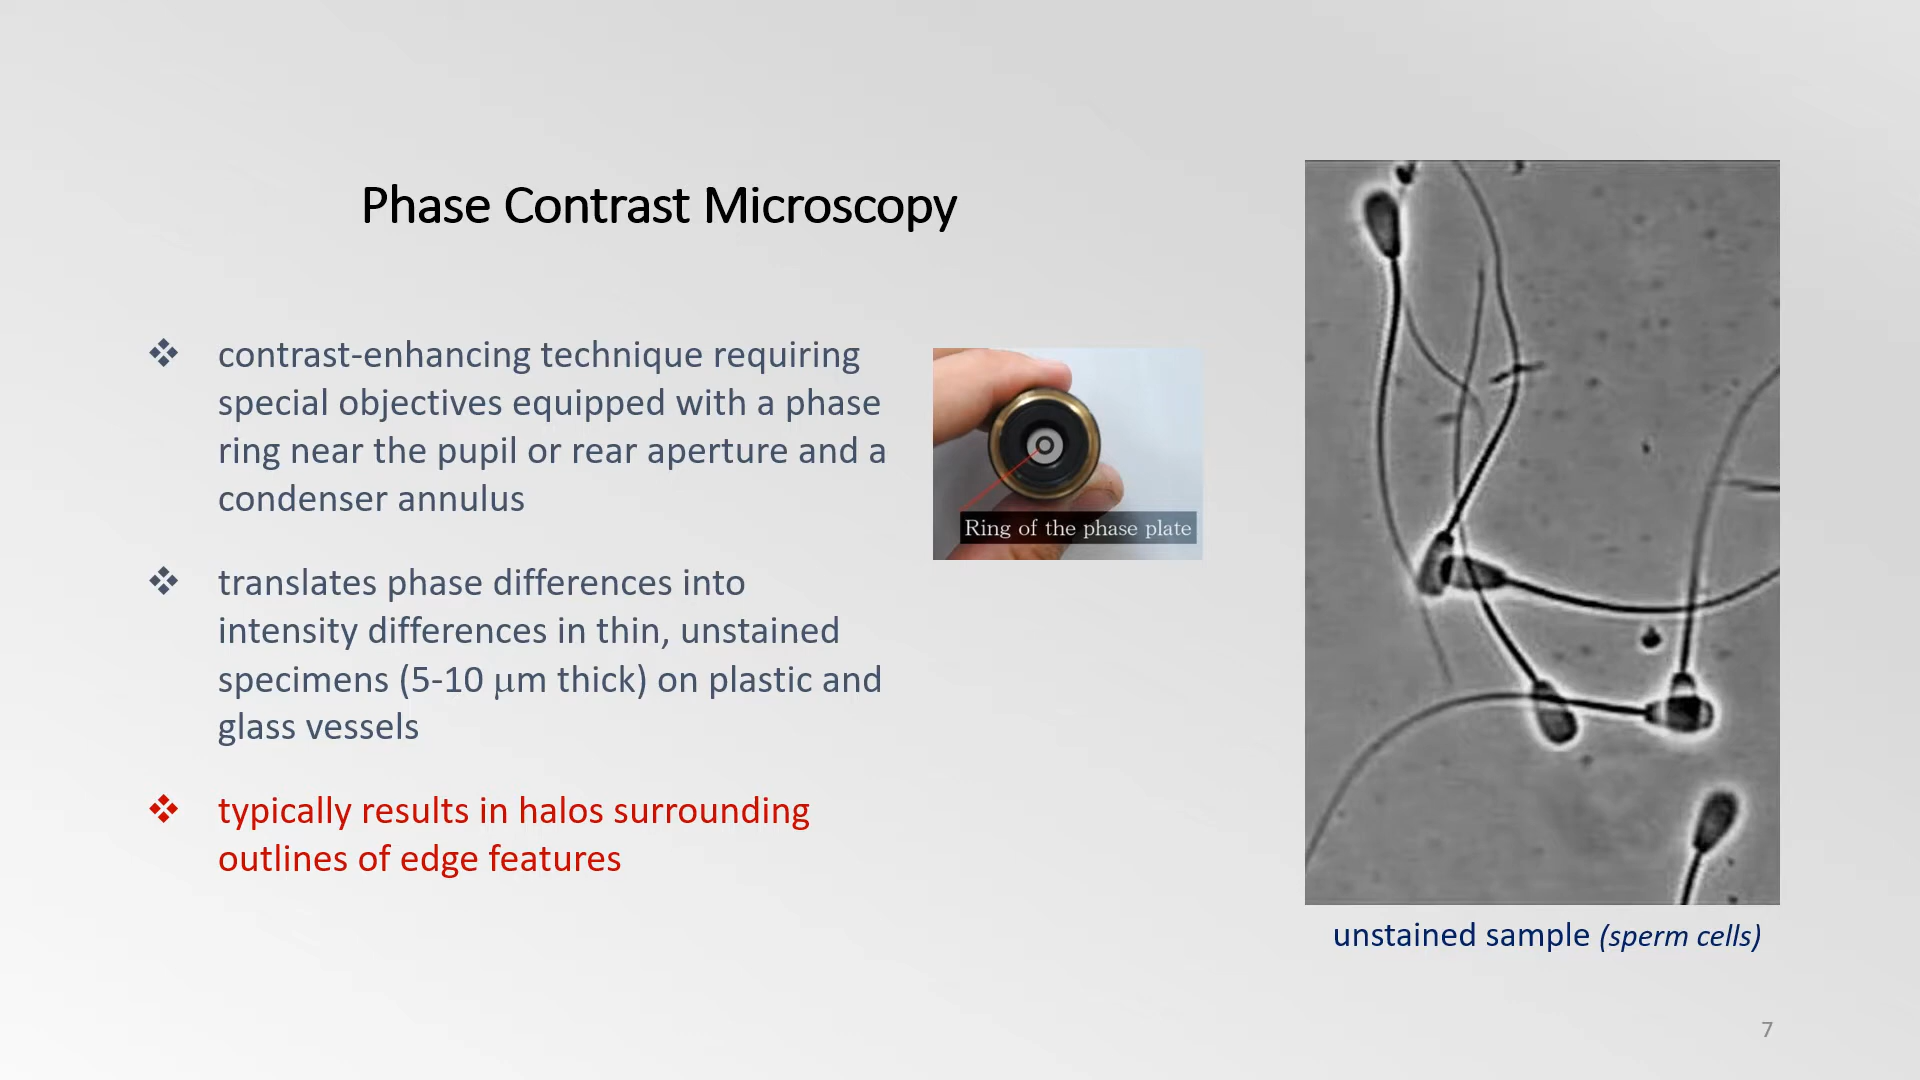 Phase Contrast Microscopy
❖ contrast-enhancing technique requiring
special objectives equipped with a phase
ring near the pupil or rear aperture and a
condenser annulus
❖ translates phase differences into
intensity differences in thin, unstained
specimens (5-10 μm thick) on plastic and
glass vessels
❖ typically results in halos surrounding
outlines of edge features
Ring of the phase plate
unstained sample (sperm cells)
7